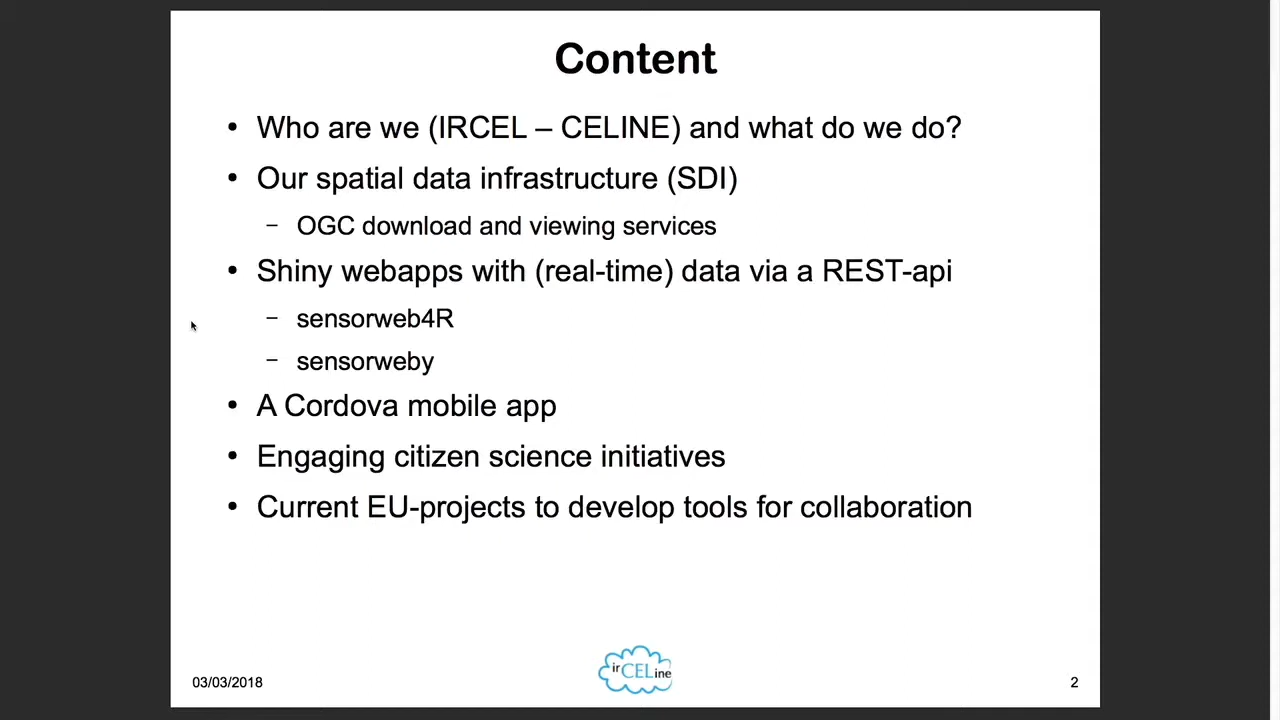 Content
• Who are we (IRCEL – CELINE) and what do we do?
• Our spatial data infrastructure (SDI)
– OGC download and viewing services
• Shiny webapps with (real-time) data via a REST-api
– sensorweb4R
– sensorweby
• A Cordova mobile app
• Engaging citizen science initiatives
• Current EU-projects to develop tools for collaboration
03/03/2018
irCELine
2